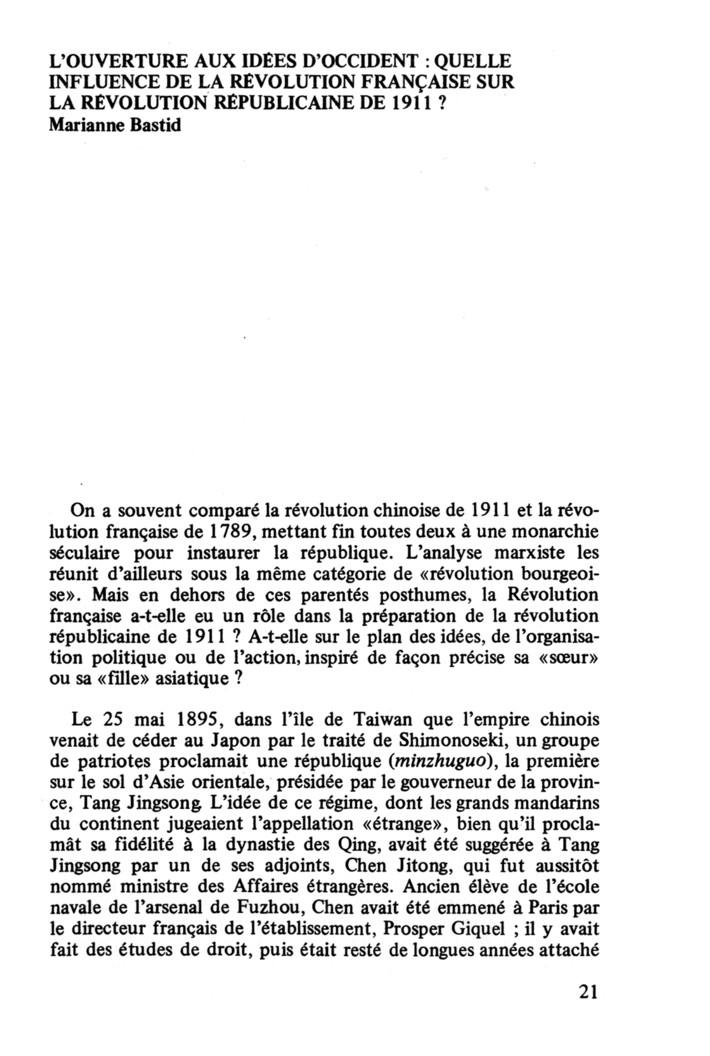 L'OUVERTURE AUX IDÉES D'OCCIDENT : QUELLE
INFLUENCE DE LA RÉVOLUTION FRANÇAISE SUR
LA RÉVOLUTION RÉPUBLICAINE DE 1911 ?
Marianne Bastid
On a souvent comparé la révolution chinoise de 1911 et la révo-
lution française de 1789, mettant fin toutes deux à une monarchie
séculaire pour instaurer la république. L'analyse marxiste les
réunit d'ailleurs sous la même catégorie de «révolution bourgeoi-
se». Mais en dehors de ces parentés posthumes, la Révolution
française a-t-elle eu un rôle dans la préparation de la révolution
républicaine de 1911 ? A-t-elle sur le plan des idées, de l'organisa-
tion politique ou de l'action, inspiré de façon précise sa «sœur»
ou sa «fille» asiatique ?
Le 25 mai 1895, dans l'île de Taiwan que l'empire chinois
venait de céder au Japon par le traité de Shimonoseki, un groupe
de patriotes proclamait une république (minzhuguo), la première
sur le sol d'Asie orientale, présidée par le gouverneur de la provin-
ce, Tang Jingsong. L'idée de ce régime, dont les grands mandarins
du continent jugeaient l'appellation «étrange», bien qu'il procla-
mât sa fidélité à la dynastie des Qing, avait été suggérée à Tang
Jingsong par un de ses adjoints, Chen Jitong, qui fut aussitôt
nommé ministre des Affaires étrangères. Ancien élève de l'école
navale de l'arsenal de Fuzhou, Chen avait été emmené à Paris par
le directeur français de l'établissement, Prosper Giquel ; il y avait
fait des études de droit, puis était resté de longues années attaché
21